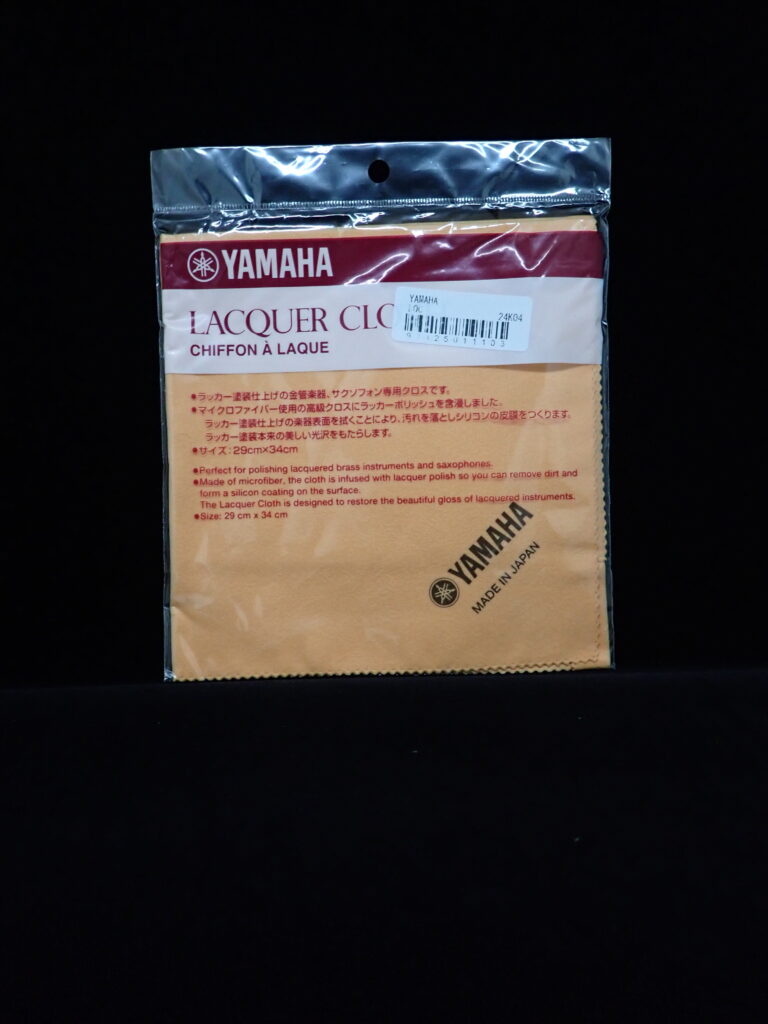 YAMAHA
LACQUER CLO
CHIFFON À LAQUE
YAMAHA
24K04
●ラッカー塗装仕上げの金管楽器、サクソフォン専用クロスです。
●マイクロファイバー使用の高級クロスにラッカーポリッシュを含浸しました。
ラッカー塗装仕上げの楽器表面を拭くことにより、汚れを落としシリコンの皮膜をつくります。
ラッカー塗装本来の美しい光沢をもたらします。
●サイズ：29cm×34cm
●Perfect for polishing lacquered brass instruments and saxophones.
●Made of microfiber, the cloth is infused with lacquer polish so you can remove dirt and
form a silicon coating on the surface.
The Lacquer Cloth is designed to restore the beautiful gloss of lacquered instruments.
●Size: 29 cm x 34 cm
YAMAHA
MADE IN JAPAN